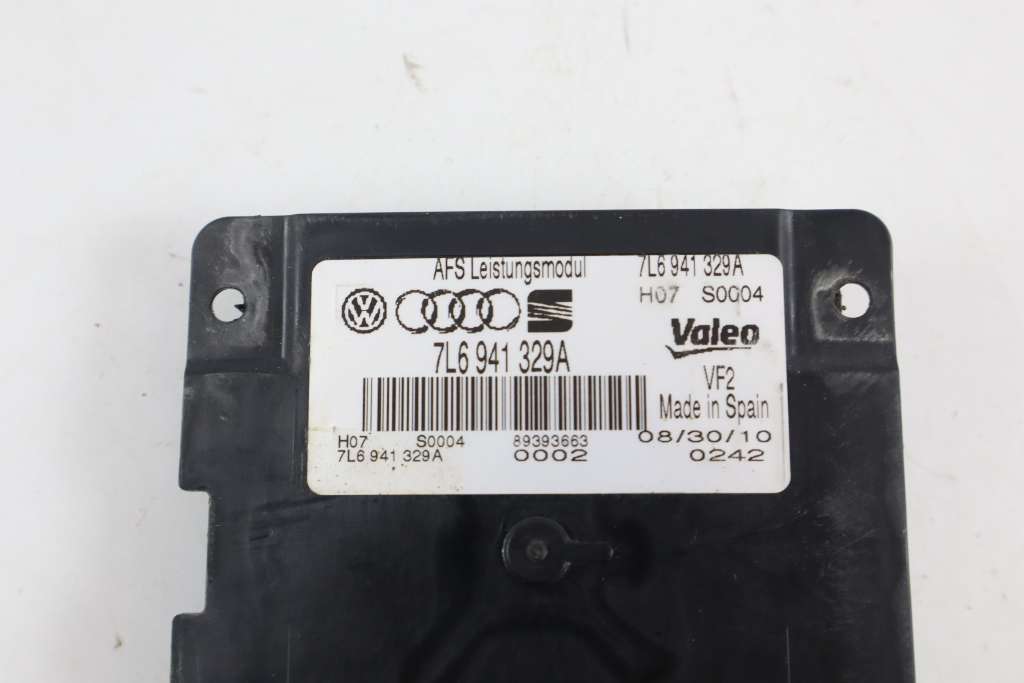 AFS Leistungsmodul 7L6 941 329A
H07 S0004
VW
Valeo
7L6 941 329A
VF2
Made in Spain
H07 S0004 89393663 08/30/10
7L6 941 329A 0002 0242